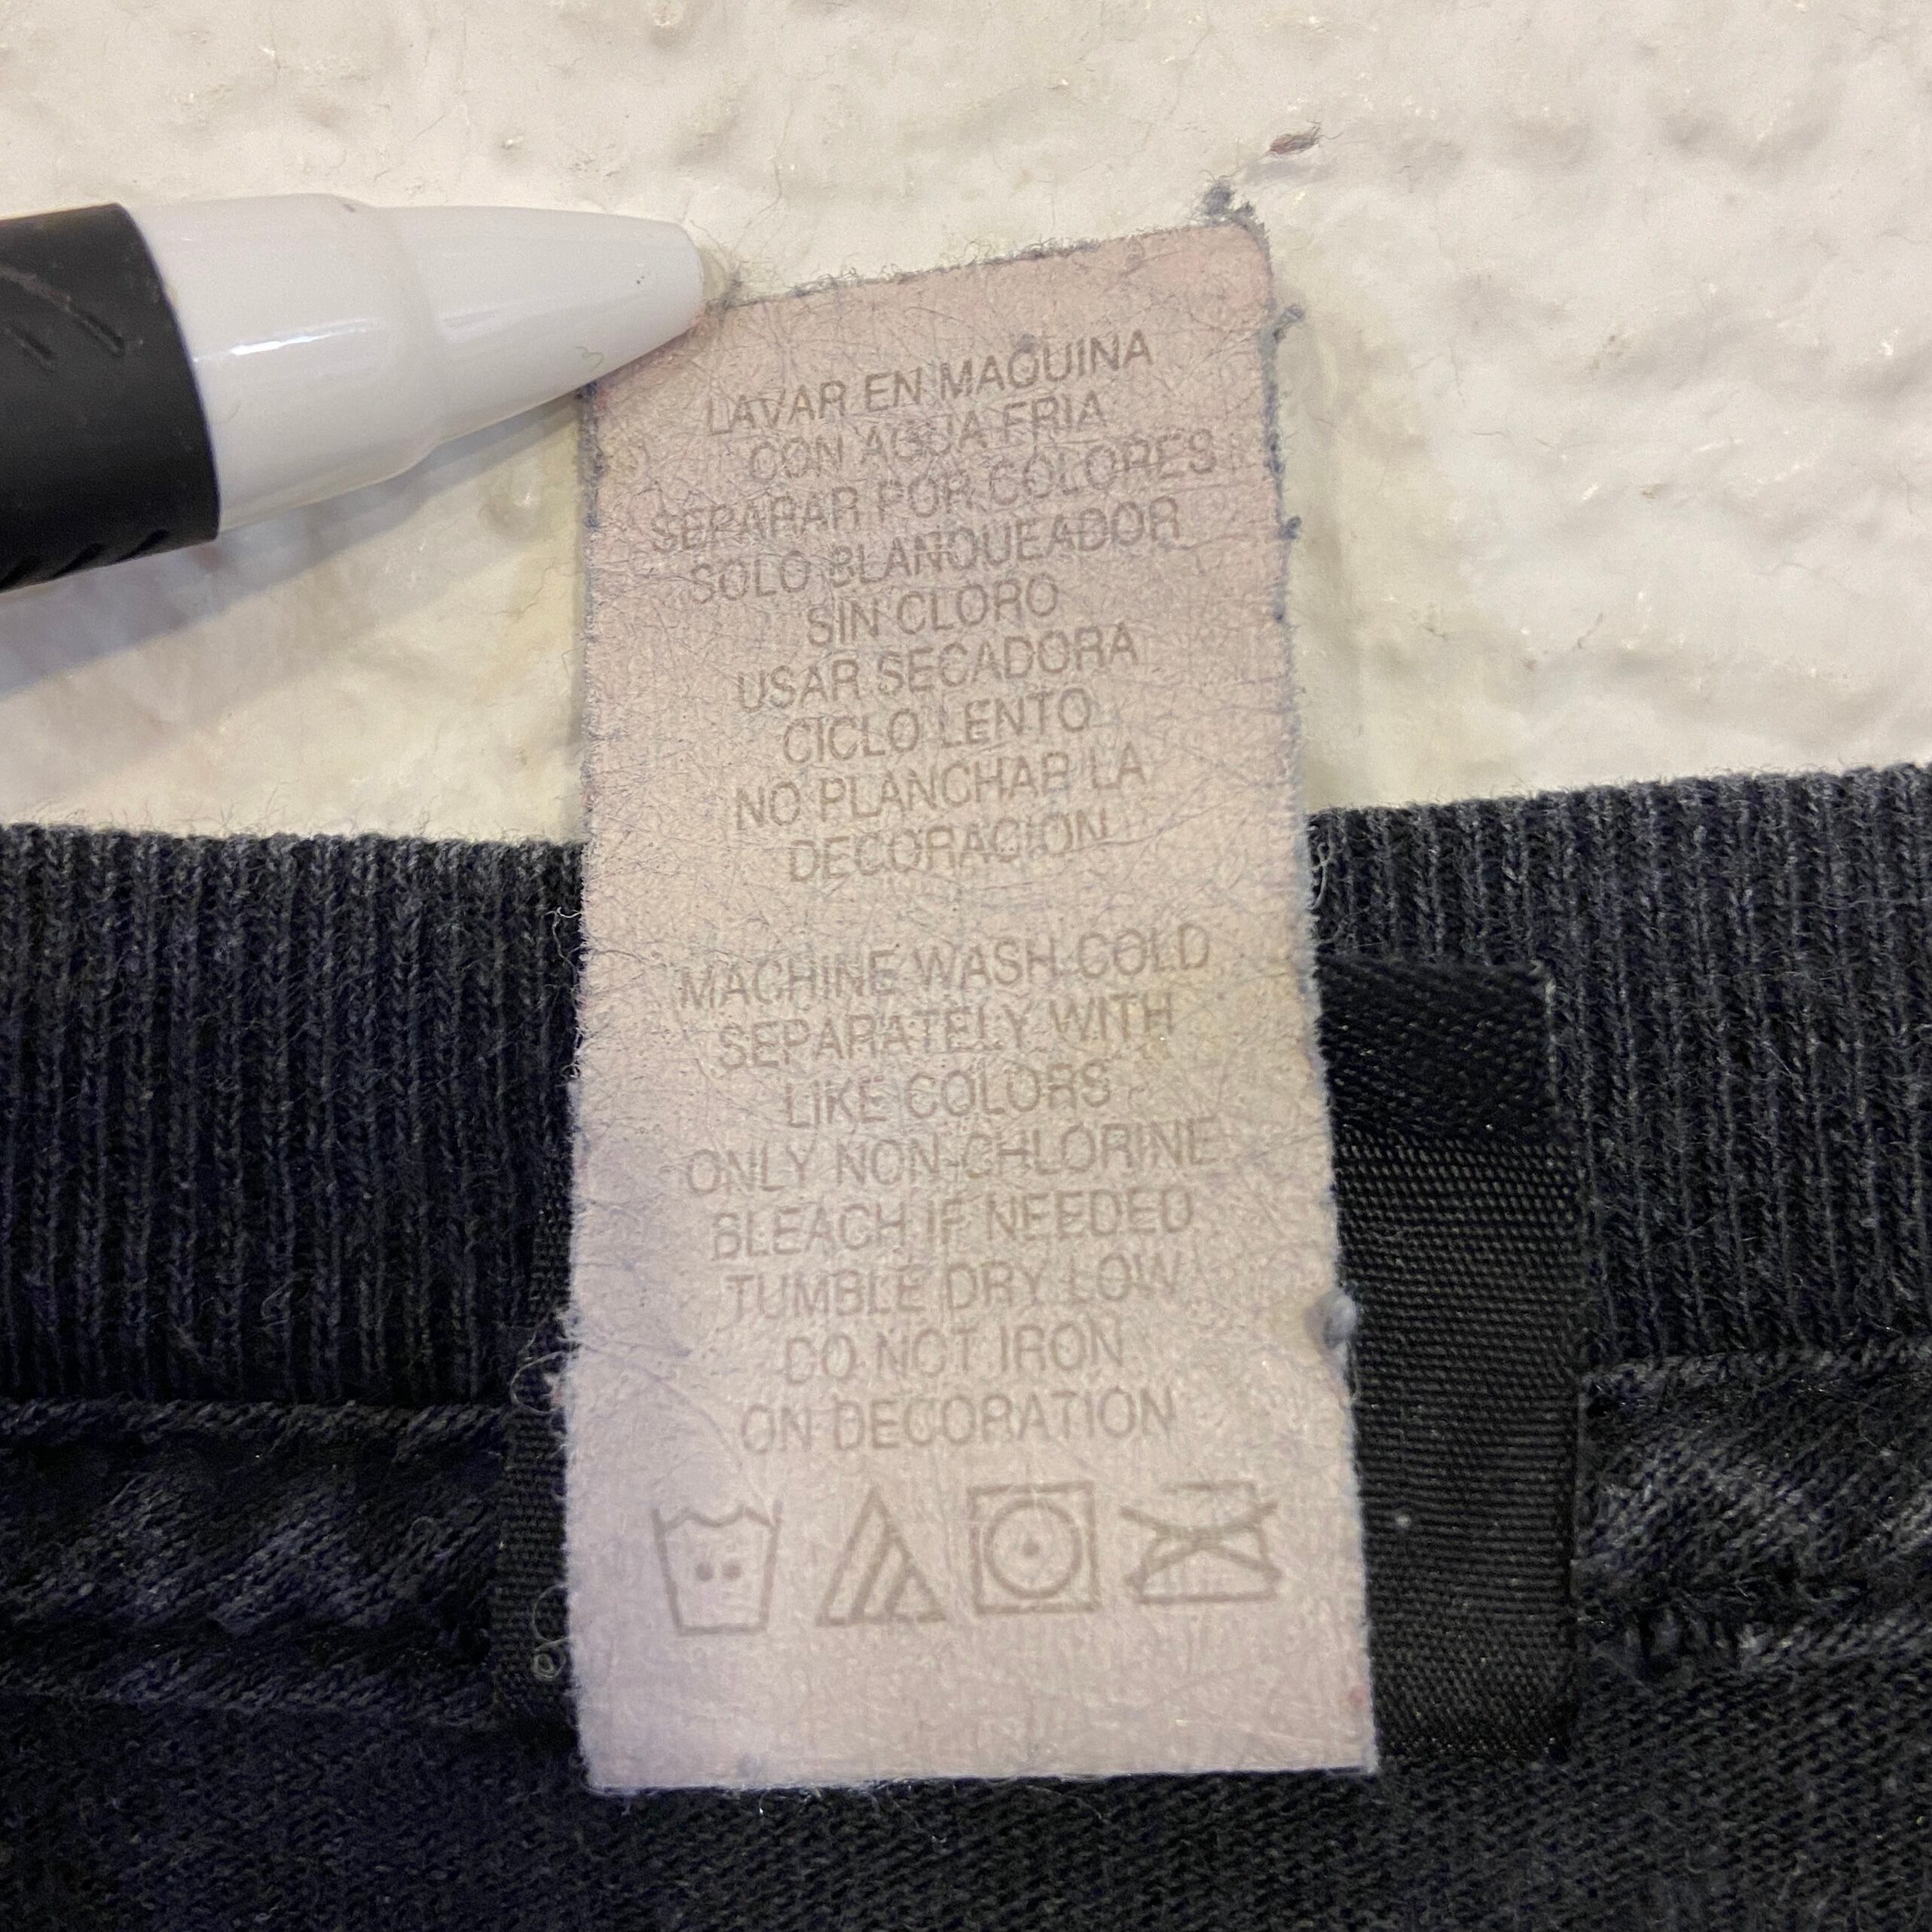 LAVAR EN MAQUINA
CON AGUA FRIA
SEPARAR POR COLORES
SOLO BLANQUEADOR
SIN CLORO
USAR SECADORA
CICLO LENTO
NO PLANCHAR LA
DECORACION
MACHINE WASH COLD
SEPARATELY WITH
LIKE COLORS
ONLY NON-CHLORINE
BLEACH IF NEEDED
TUMBLE DRY LOW
DO NOT IRON
ON DECORATION